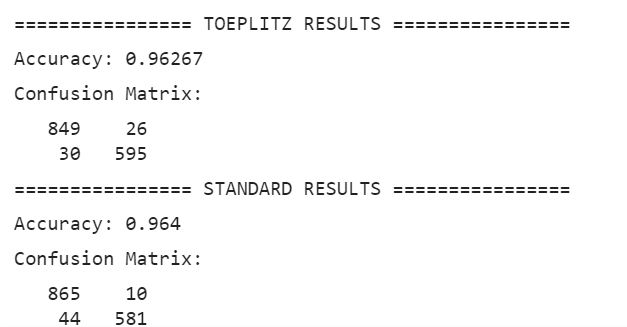 ================ TOEPLITZ RESULTS ================
Accuracy: 0.96267
Confusion Matrix:
849 26
30 595
================ STANDARD RESULTS ================
Accuracy: 0.964
Confusion Matrix:
865 10
44 581